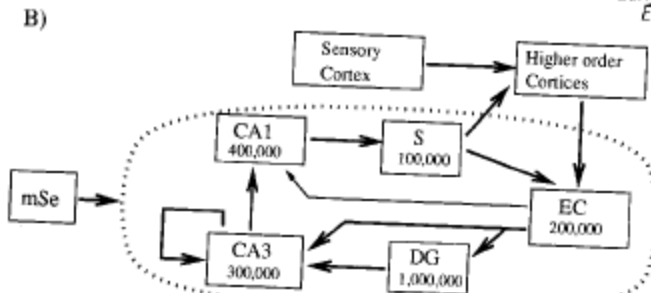 B)
Sensory
Cortex
Higher order
Cortices
CA1
400,000
S
100,000
mSe
EC
200,000
CA3
300,000
DG
1,000,000